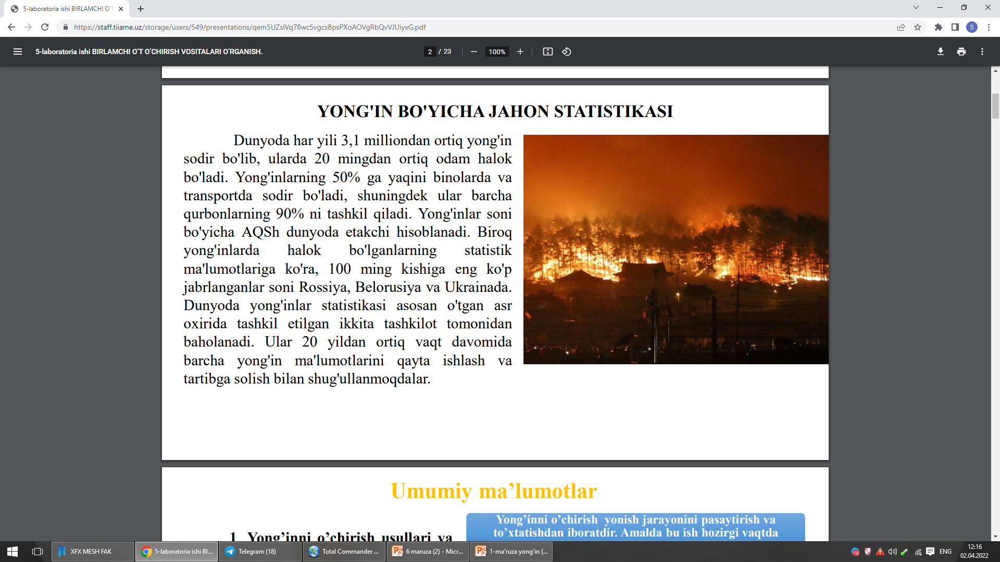 5-laboratoria ishi BIRLAMCHI O'T
https://staff.tiiame.uz/storage/users/549/presentations/qem5UZslVq78wc5vgcsBpsPXoAOVgRbQvVJUiyxG.pdf
S
5-laboratoria ishi BIRLAMCHI O'T O'CHIRISH VOSITALARI O'RGANISH.
2 / 23
100%
YONG'IN BO'YICHA JAHON STATISTIKASI
Dunyoda har yili 3,1 milliondan ortiq yong'in
sodir bo'lib, ularda 20 mingdan ortiq odam halok
bo'ladi. Yong'inlarning 50% ga yaqini binolarda va
transportda sodir bo'ladi, shuningdek ular barcha
qurbonlarning 90% ni tashkil qiladi. Yong'inlar soni
bo'yicha AQSh dunyoda etakchi hisoblanadi. Biroq
yong'inlarda halok bo'lganlarning statistik
ma'lumotlariga ko'ra, 100 ming kishiga eng ko'p
jabrlanganlar soni Rossiya, Belorusiya va Ukrainada.
Dunyoda yong'inlar statistikasi asosan o'tgan asr
oxirida tashkil etilgan ikkita tashkilot tomonidan
baholanadi. Ular 20 yildan ortiq vaqt davomida
barcha yong'in ma'lumotlarini qayta ishlash va
tartibga solish bilan shug'ullanmoqdalar.
Umumiy ma’lumotlar
1. Yong’inni o’chirish usullari va
Yong’inni o’chirish yonish jarayonini pasaytirish va
to’xtatishdan iboratdir. Amalda bu ish hozirgi vaqtda
XFX MESH FAK
5-laboratoria ishi BI...
Telegram (18)
Total Commander ...
6 maruza (2) - Micr...
1-ma'ruza yong'in (...
18
ENG
12:16
02.04.2022